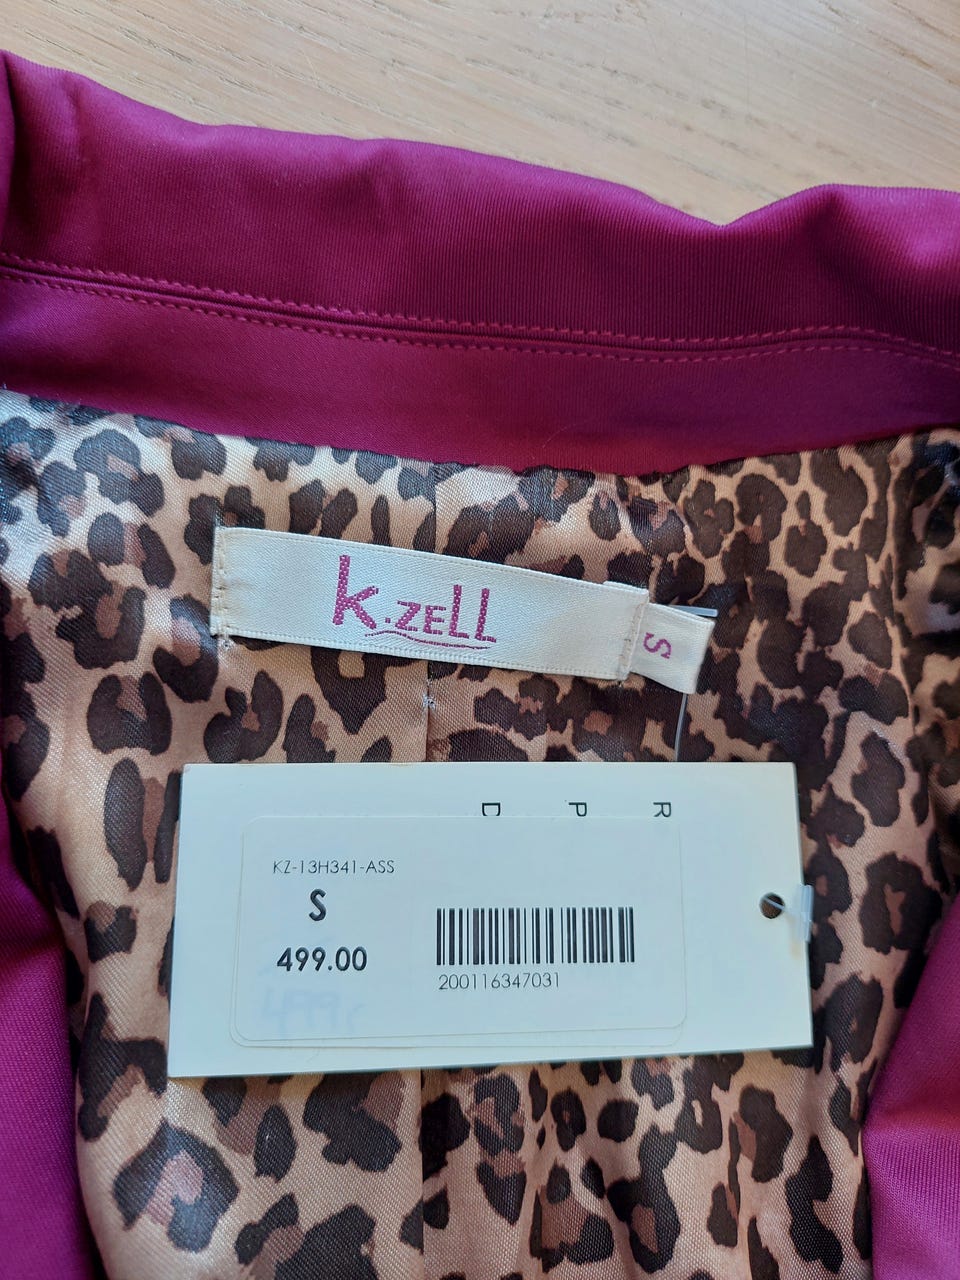 k.zell
S
R
P
D
KZ-13H341-ASS
S
499.00
200116347031